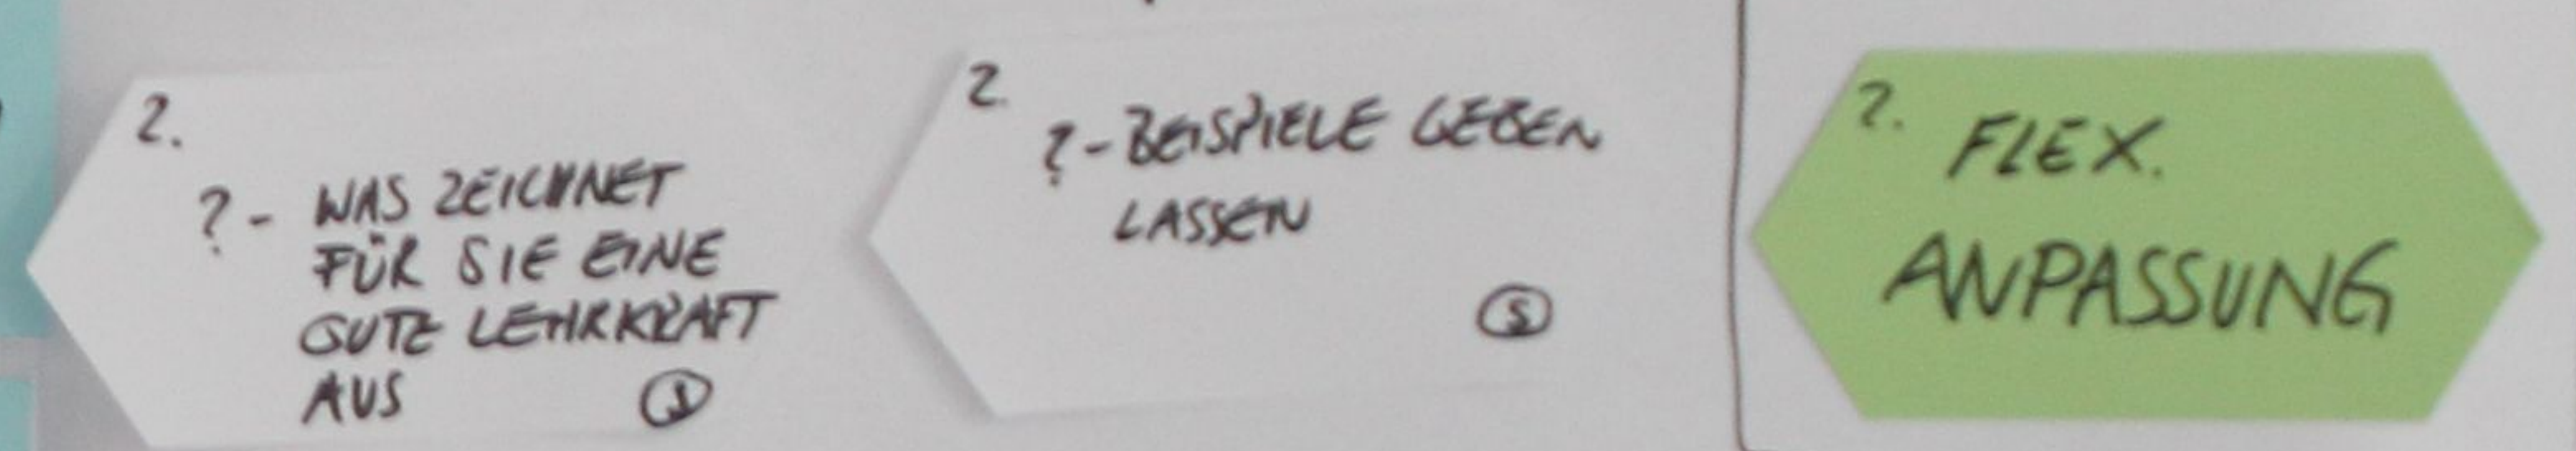 2.
? - WAS ZEICHNET
FÜR SIE EINE
GUTE LEHRKRAFT
AUS
2.
? - BEISPIELE GEBEN
LASSEN
2. FLEX.
ANPASSUNG